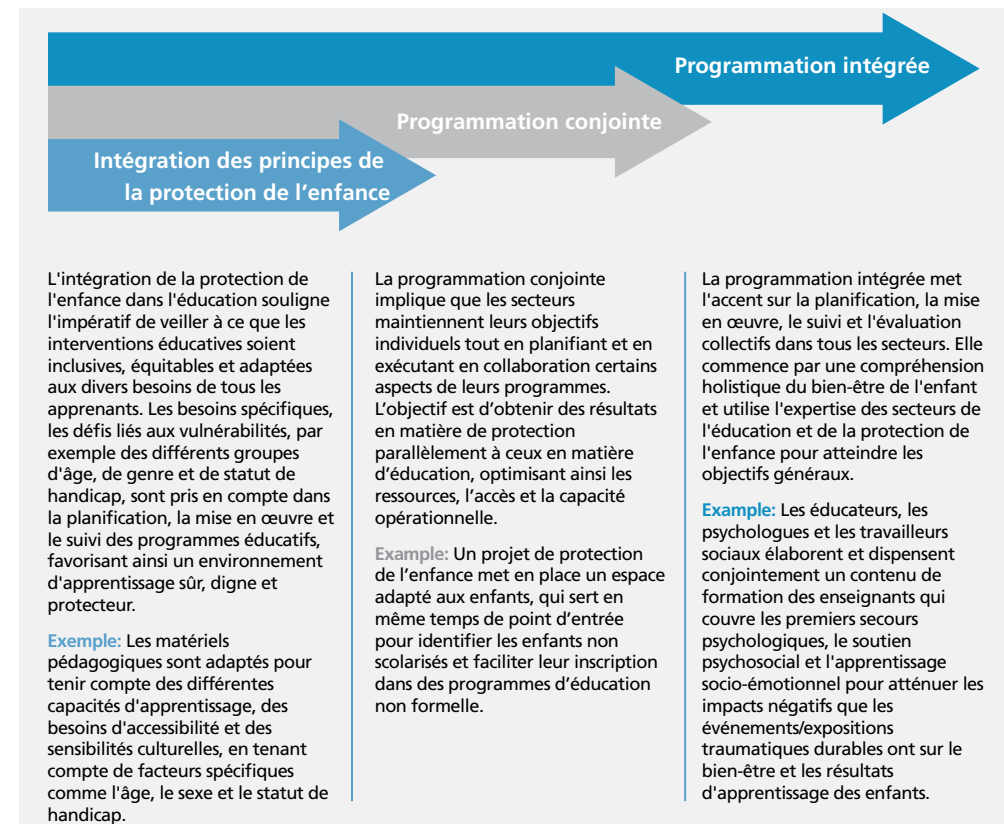 Programmation intégrée
Programmation conjointe
Intégration des principes de
la protection de l’enfance
L'intégration de la protection de
l'enfance dans l'éducation souligne
l'impératif de veiller à ce que les
interventions éducatives soient
inclusives, équitables et adaptées
aux divers besoins de tous les
apprenants. Les besoins spécifiques,
les défis liés aux vulnérabilités, par
exemple des différents groupes
d'âge, de genre et de statut de
handicap, sont pris en compte dans
la planification, la mise en œuvre et
le suivi des programmes éducatifs,
favorisant ainsi un environnement
d'apprentissage sûr, digne et
protecteur.
Exemple: Les matériels
pédagogiques sont adaptés pour
tenir compte des différentes
capacités d'apprentissage, des
besoins d'accessibilité et des
sensibilités culturelles, en tenant
compte de facteurs spécifiques
comme l'âge, le sexe et le statut de
handicap.
La programmation conjointe
implique que les secteurs
maintiennent leurs objectifs
individuels tout en planifiant et en
exécutant en collaboration certains
aspects de leurs programmes.
L’objectif est d’obtenir des résultats
en matière de protection
parallèlement à ceux en matière
d’éducation, optimisant ainsi les
ressources, l’accès et la capacité
opérationnelle.
Example: Un projet de protection
de l’enfance met en place un espace
adapté aux enfants, qui sert en
même temps de point d’entrée
pour identifier les enfants non
scolarisés et faciliter leur inscription
dans des programmes d’éducation
non formelle.
La programmation intégrée met
l'accent sur la planification, la mise
en œuvre, le suivi et l'évaluation
collectifs dans tous les secteurs. Elle
commence par une compréhension
holistique du bien-être de l'enfant
et utilise l'expertise des secteurs de
l'éducation et de la protection de
l'enfance pour atteindre les
objectifs généraux.
Example: Les éducateurs, les
psychologues et les travailleurs
sociaux élaborent et dispensent
conjointement un contenu de
formation des enseignants qui
couvre les premiers secours
psychologiques, le soutien
psychosocial et l'apprentissage
socio-émotionnel pour atténuer les
impacts négatifs que les
événements/expositions
traumatiques durables ont sur le
bien-être et les résultats
d'apprentissage des enfants.